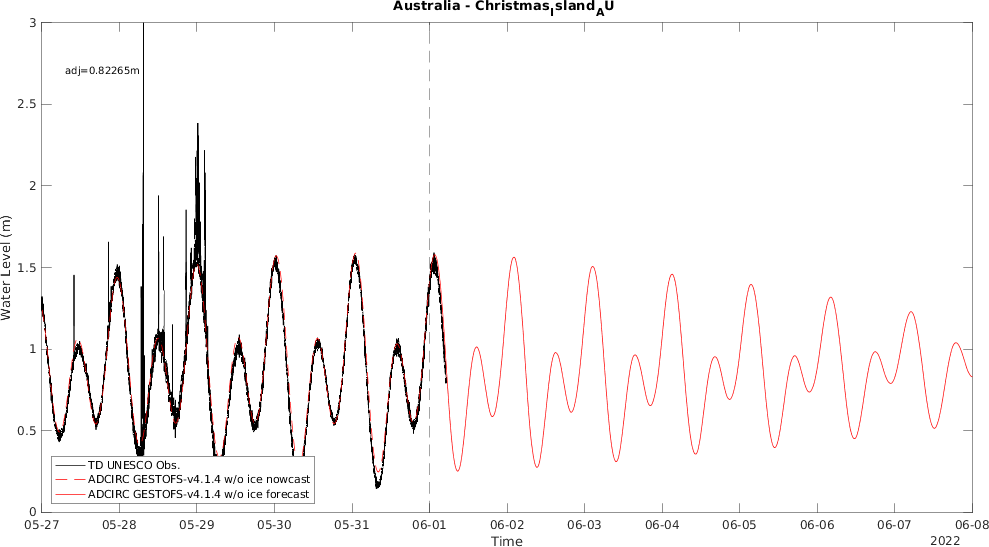 Australia - Christmas_Island_AU
adj=0.82265m
Water Level (m)
3
2.5
2
1.5
1
0.5
0
TD UNESCO Obs.
ADCIRC GESTOFS-v4.1.4 w/o ice nowcast
ADCIRC GESTOFS-v4.1.4 w/o ice forecast
05-27 05-28 05-29 05-30 05-31 06-01 06-02 06-03 06-04 06-05 06-06 06-07 06-08
Time
2022